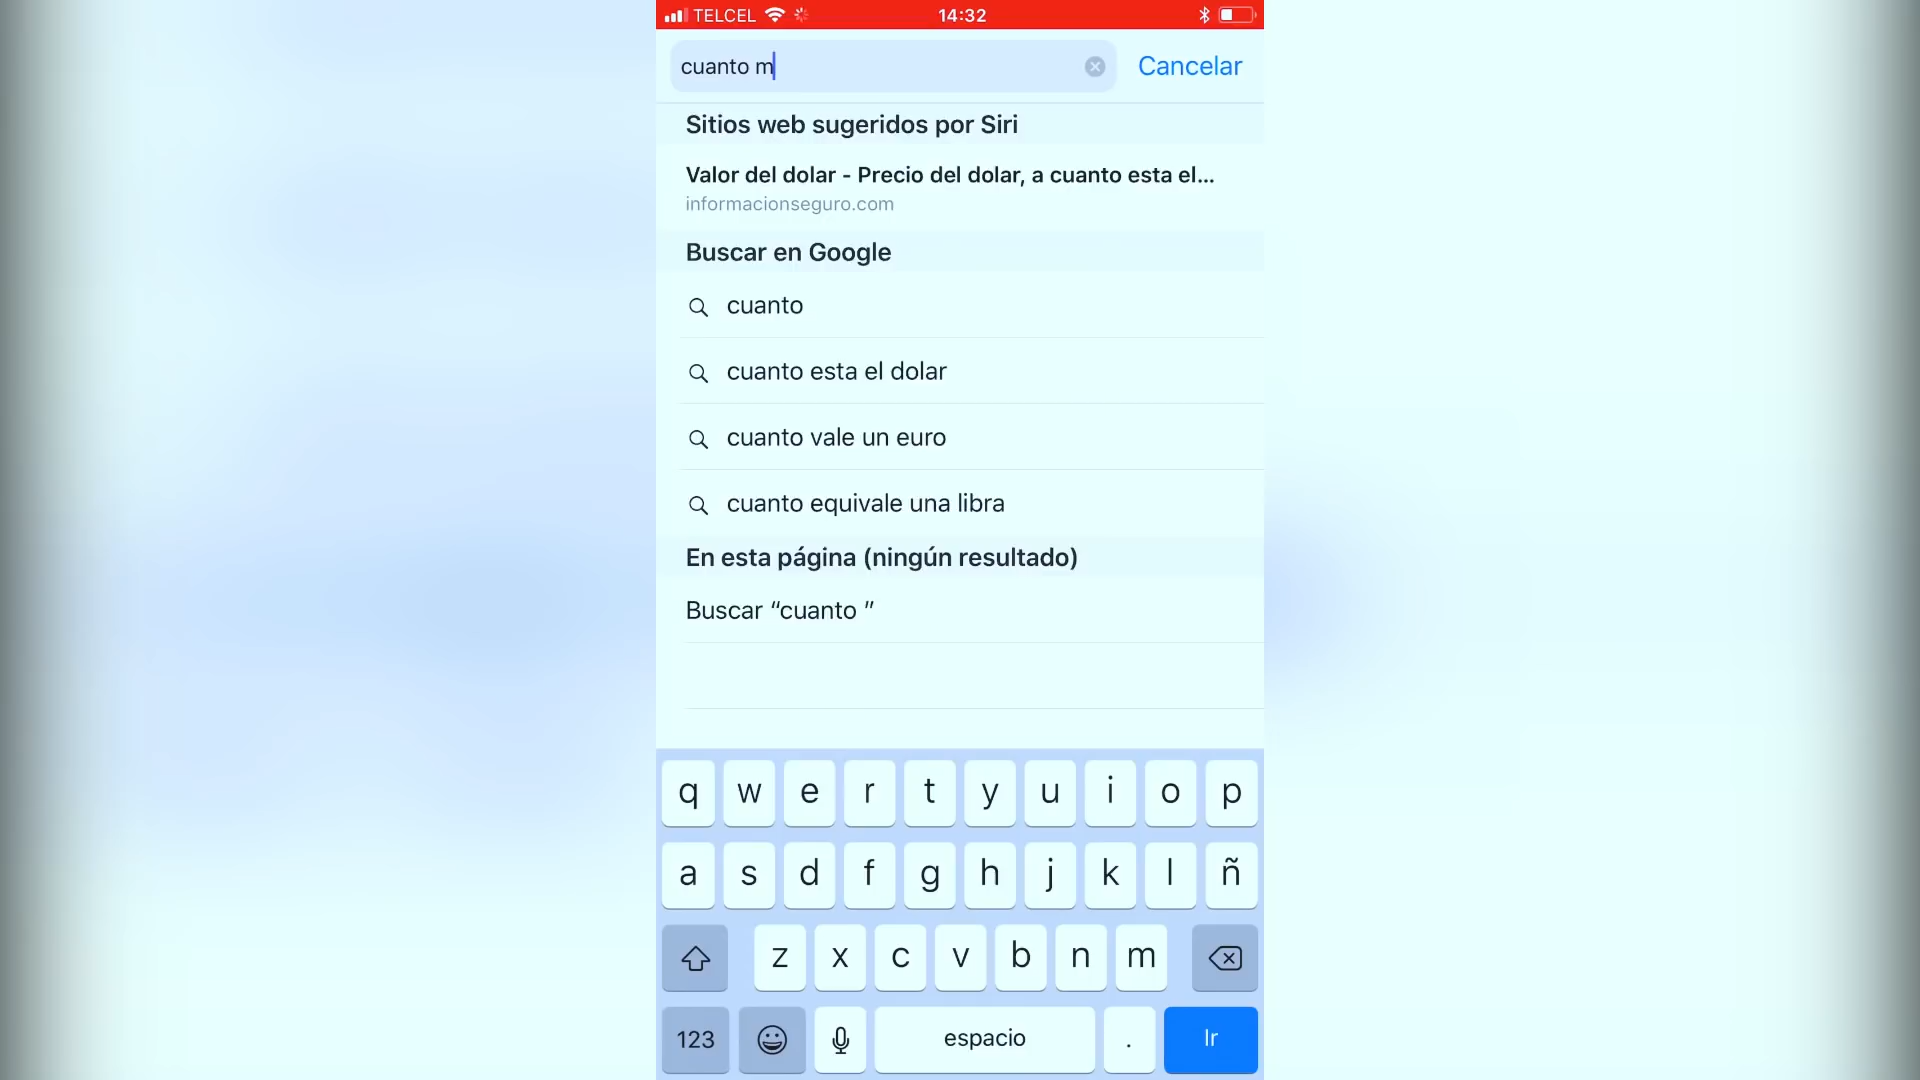 TELCEL 14:32
cuanto m Cancelar
Sitios web sugeridos por Siri
Valor del dolar - Precio del dolar, a cuanto esta el...
informacionseguro.com
Buscar en Google
cuanto
cuanto esta el dolar
cuanto vale un euro
cuanto equivale una libra
En esta página (ningún resultado)
Buscar “cuanto ”
q w e r t y u i o p
a s d f g h j k l ñ
z x c v b n m
123 espacio . Ir